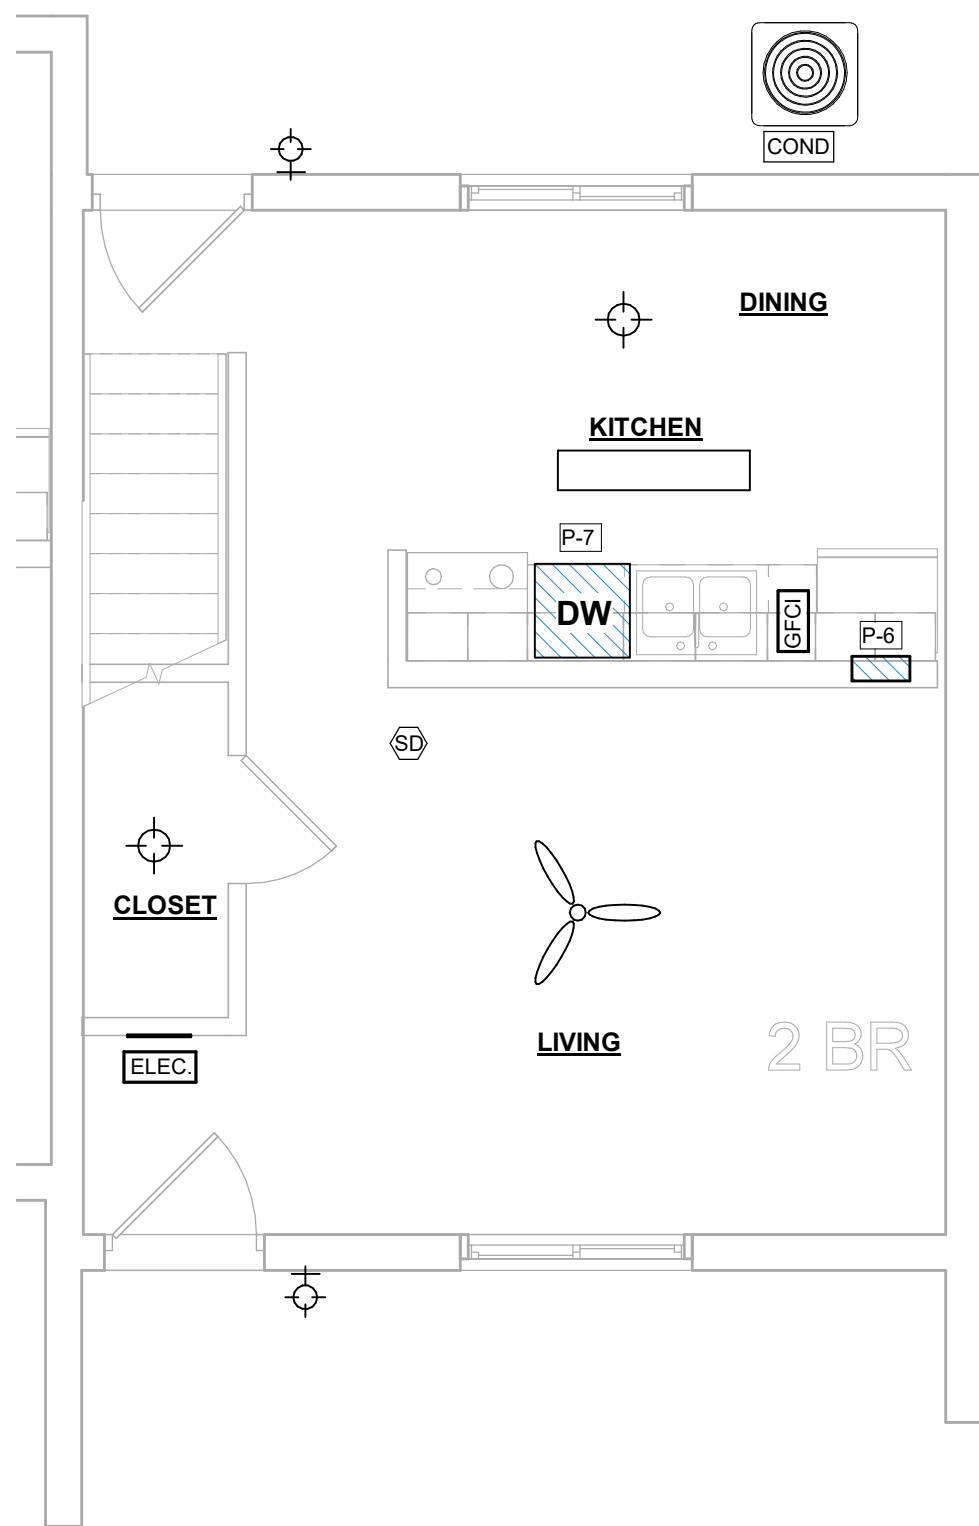 COND
DINING
KITCHEN
P-7
DW
GFCI
P-6
SD
CLOSET
LIVING
2 BR
ELEC.